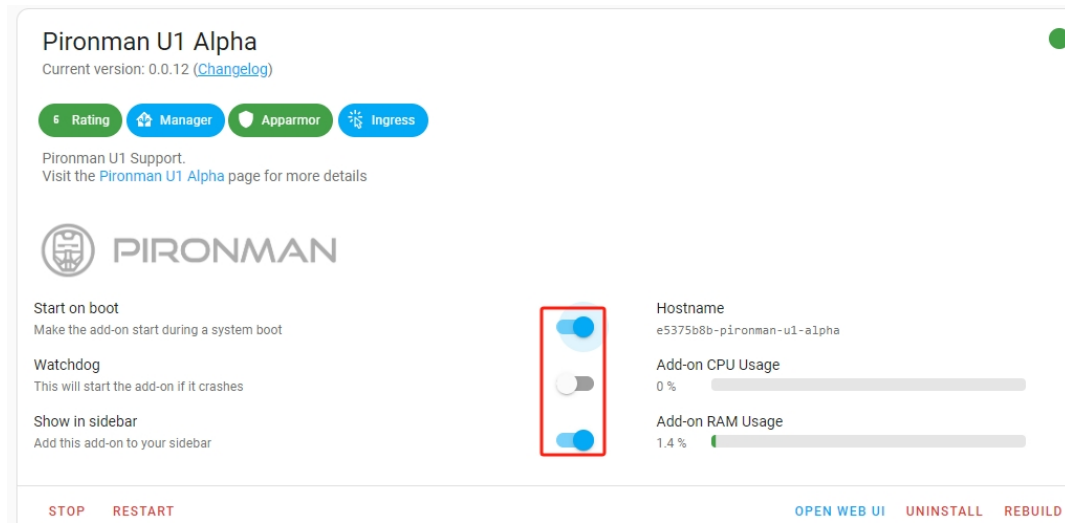 Pironman U1 Alpha
Current version: 0.0.12 (Changelog)
6 Rating
Manager
Apparmor
Ingress
Pironman U1 Support.
Visit the Pironman U1 Alpha page for more details
PIRONMAN
Start on boot
Make the add-on start during a system boot
Hostname
e5375b8b-pironman-u1-alpha
Watchdog
This will start the add-on if it crashes
Add-on CPU Usage
0 %
Show in sidebar
Add this add-on to your sidebar
Add-on RAM Usage
1.4 %
STOP RESTART OPEN WEB UI UNINSTALL REBUILD